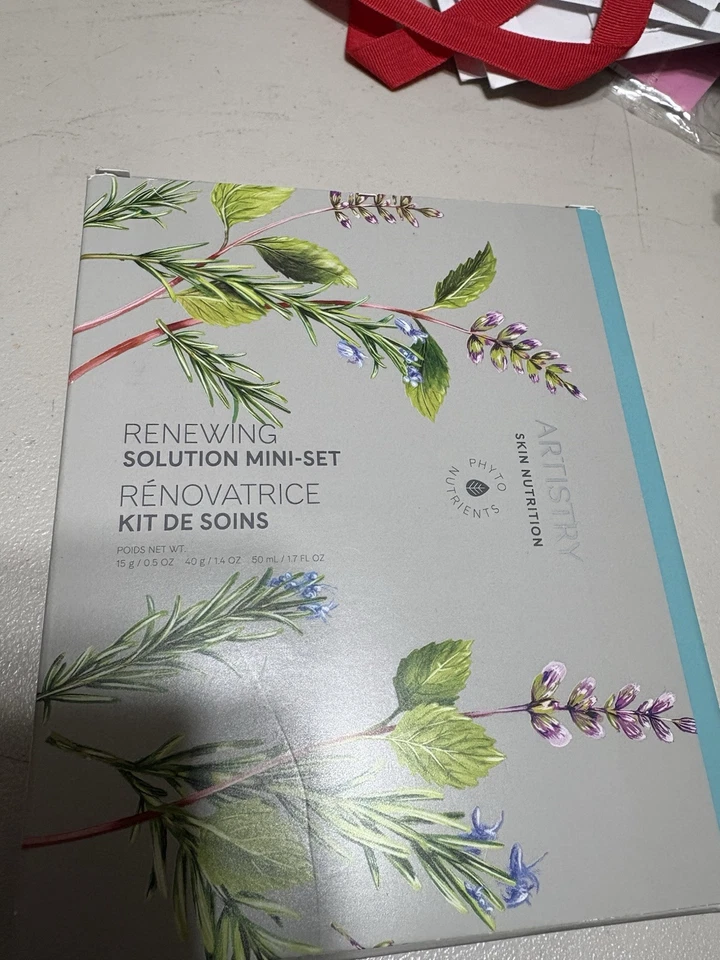 RENEWING
SOLUTION MINI-SET
RÉNOVATRICE
KIT DE SOINS
POIDS NET WT.
15 g / 0.5 OZ 40 g / 1.4 OZ 50 mL / 1.7 FL OZ
PHYTO
NUTRIENTS
ARTISTRY
SKIN NUTRITION